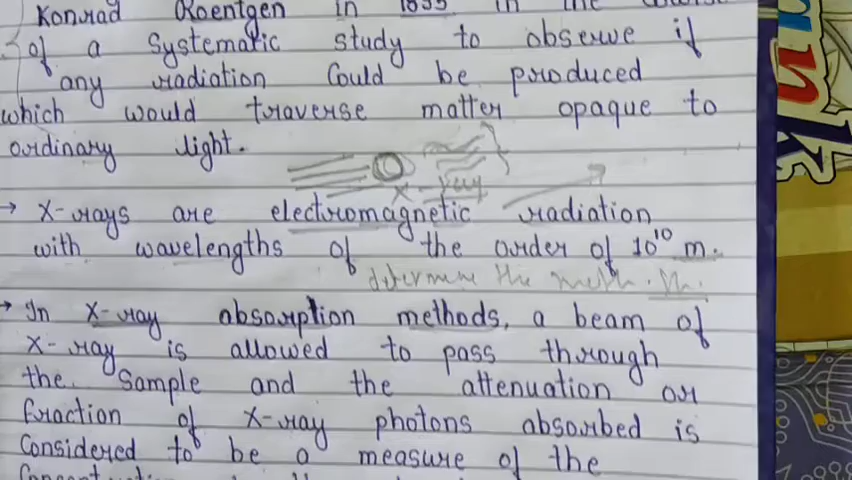 Konrad Roentgen in 1895 in the course
of a systematic study to observe if
any radiation Could be produced
which would traverse matter opaque to
ordinary light.
X-ray
→ X-rays are electromagnetic radiation
with wavelengths of the order of 10¹⁰ m.
determine the
→ In X-ray absorption methods, a beam of
X-ray is allowed to pass through
the Sample and the attenuation or
fraction of X-ray photons absorbed is
Considered to be a measure of the